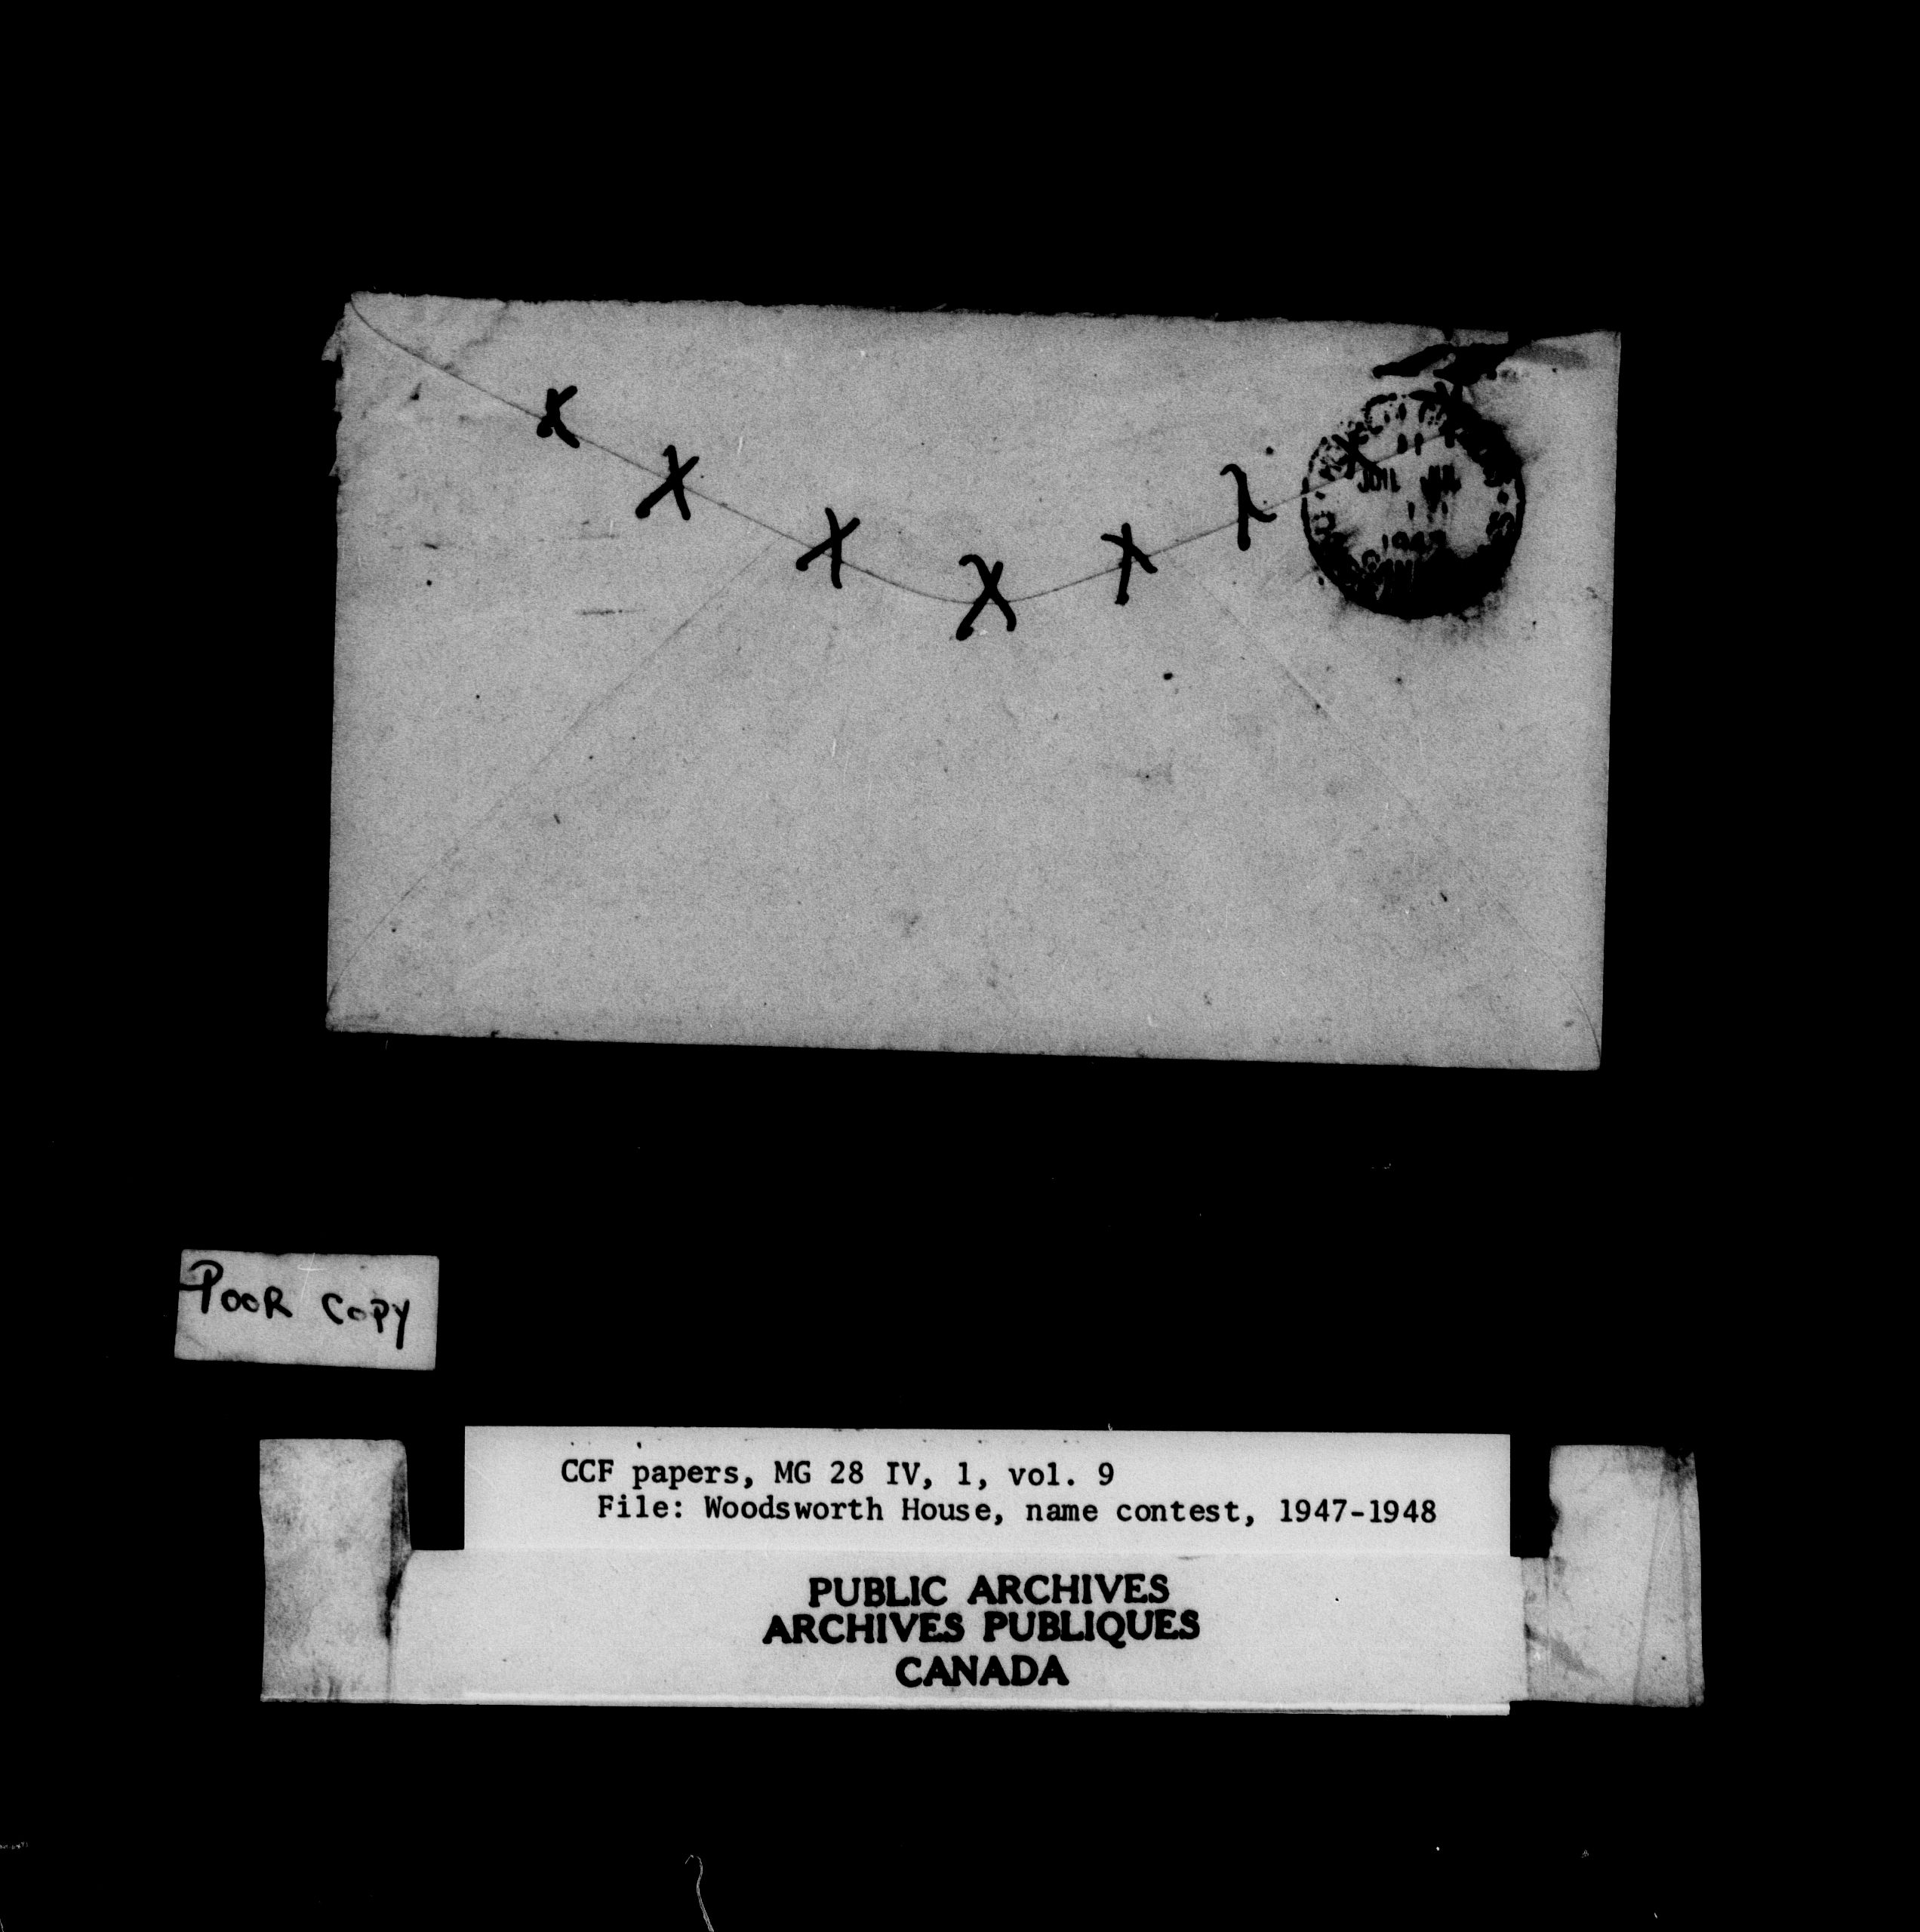 X
X
X
X
X
X
JUIL
POOR COPY
CCF papers, MG 28 IV, 1, vol. 9
File: Woodsworth House, name contest, 1947-1948
PUBLIC ARCHIVES
ARCHIVES PUBLIQUES
CANADA